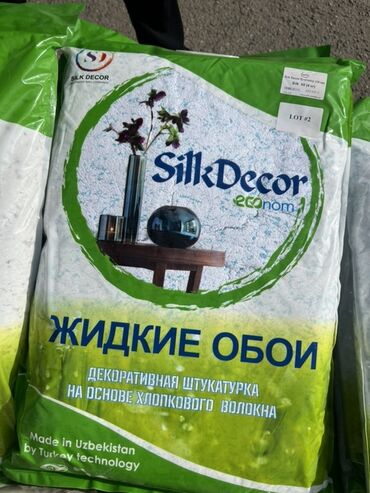 S
SILK DECOR
LOT #2
SilkDecor
econom
ЖИДКИЕ ОБОИ
ДЕКОРАТИВНАЯ ШТУКАТУРКА
НА ОСНОВЕ ХЛОПКОВОГО ВОЛОКНА
Made in Uzbekistan
by Turkey technology